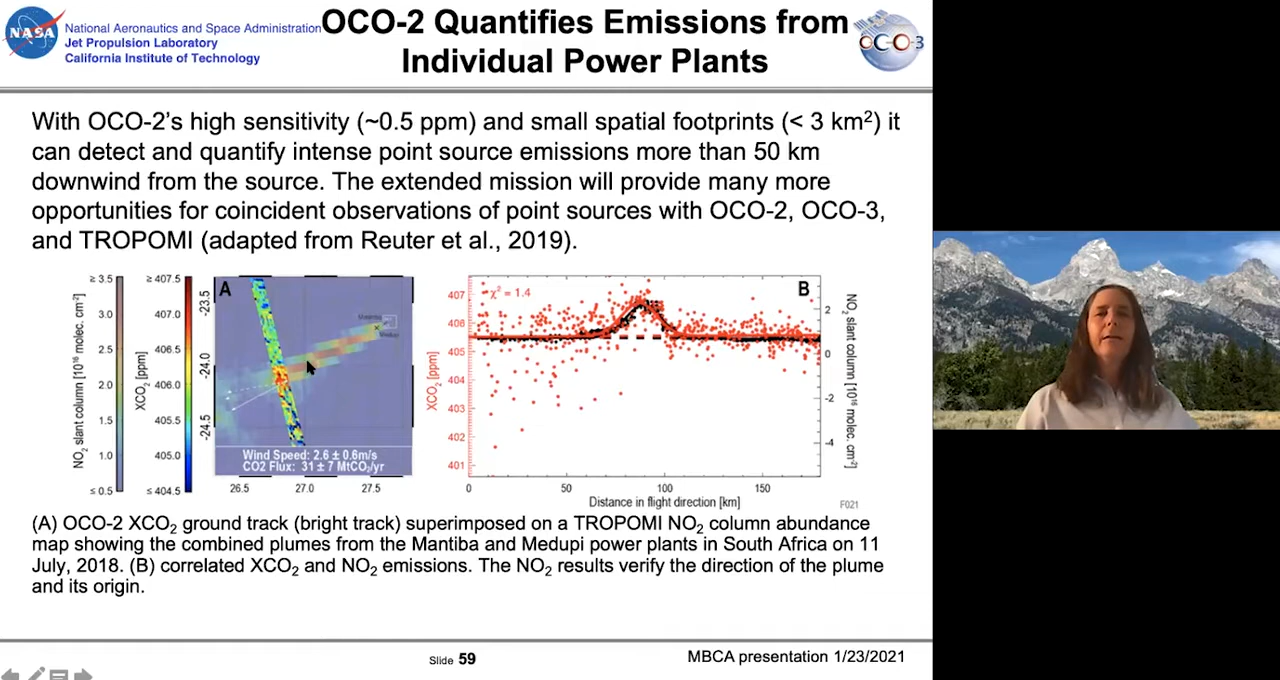 NASA
National Aeronautics and Space Administration
Jet Propulsion Laboratory
California Institute of Technology
OCO-2 Quantifies Emissions from
Individual Power Plants
OCO-3
With OCO-2's high sensitivity (~0.5 ppm) and small spatial footprints (< 3 km²) it
can detect and quantify intense point source emissions more than 50 km
downwind from the source. The extended mission will provide many more
opportunities for coincident observations of point sources with OCO-2, OCO-3,
and TROPOMI (adapted from Reuter et al., 2019).
NO₂ slant column [10¹⁶ molec. cm⁻²]
≥ 3.5
3.0
2.5
2.0
1.5
1.0
≤ 0.5
XCO₂ [ppm]
≥ 407.5
407.0
406.5
406.0
405.5
405.0
≤ 404.5
A
-23.5
-24.0
-24.5
Wind Speed: 2.6 ± 0.6m/s
CO2 Flux: 31 ± 7 MtCO₂/yr
26.5 27.0 27.5
B
χ² = 1.4
XCO₂ [ppm]
407
406
405
404
403
402
401
0 50 100 150
Distance in flight direction [km]
2
0
-2
-4
NO₂ slant column [10¹⁶ molec. cm⁻²]
F021
(A) OCO-2 XCO₂ ground track (bright track) superimposed on a TROPOMI NO₂ column abundance
map showing the combined plumes from the Mantiba and Medupi power plants in South Africa on 11
July, 2018. (B) correlated XCO₂ and NO₂ emissions. The NO₂ results verify the direction of the plume
and its origin.
Slide 59
MBCA presentation 1/23/2021